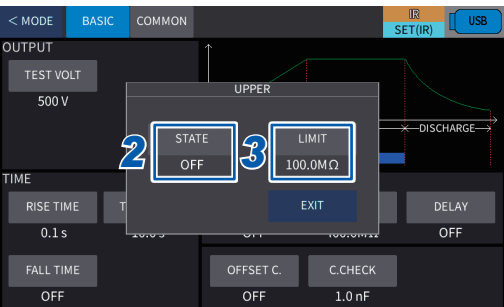 < MODE
BASIC
COMMON
IR
SET(IR)
USB
OUTPUT
TEST VOLT
500 V
UPPER
2
STATE
OFF
3
LIMIT
100.0MΩ
DISCHARGE
EXIT
TIME
RISE TIME
T
DELAY
0.1 s
OFF
FALL TIME
OFF
OFFSET C.
OFF
C.CHECK
1.0 nF